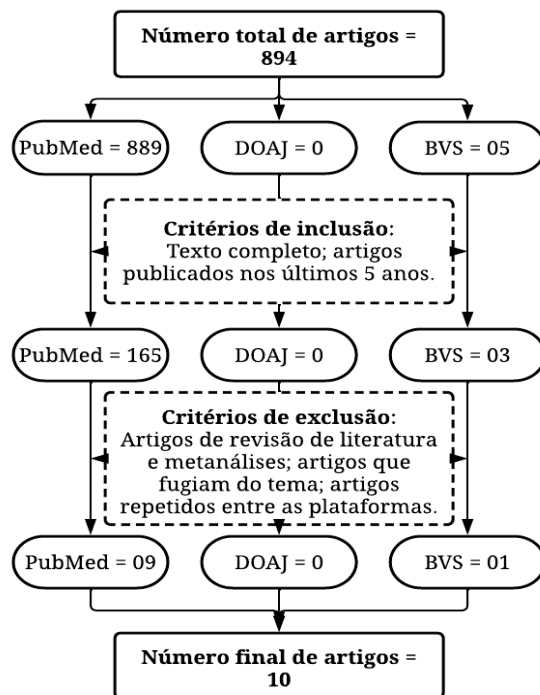 Número total de artigos =
894
PubMed = 889
DOAJ = 0
BVS = 05
Critérios de inclusão:
Texto completo; artigos
publicados nos últimos 5 anos.
PubMed = 165
DOAJ = 0
BVS = 03
Critérios de exclusão:
Artigos de revisão de literatura
e metanálises; artigos que
fugiam do tema; artigos
repetidos entre as plataformas.
PubMed = 09
DOAJ = 0
BVS = 01
Número final de artigos =
10